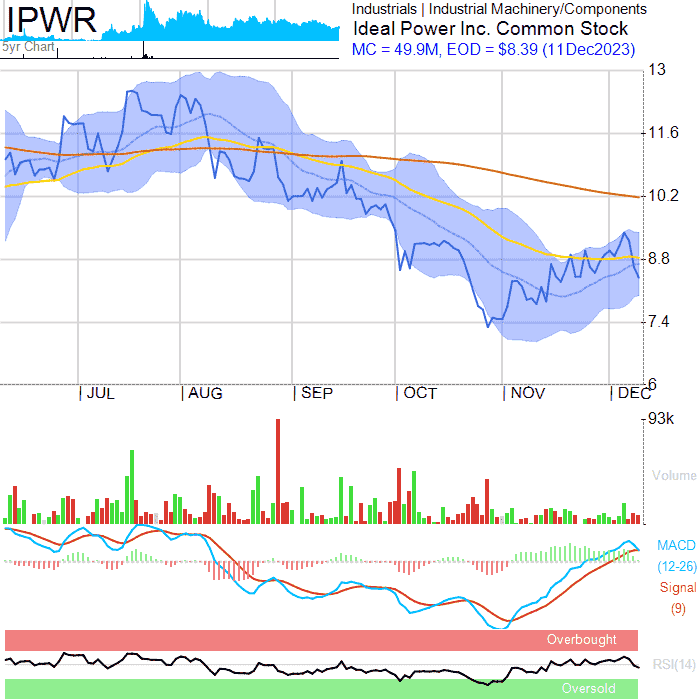 IPWR
5yr Chart
Industrials | Industrial Machinery/Components
Ideal Power Inc. Common Stock
MC = 49.9M, EOD = $8.39 (11Dec2023)
13
11.6
10.2
8.8
7.4
6
| JUL | AUG | SEP | OCT | NOV | DEC
93k
Volume
MACD
(12-26)
Signal
(9)
Overbought
RSI(14)
Oversold